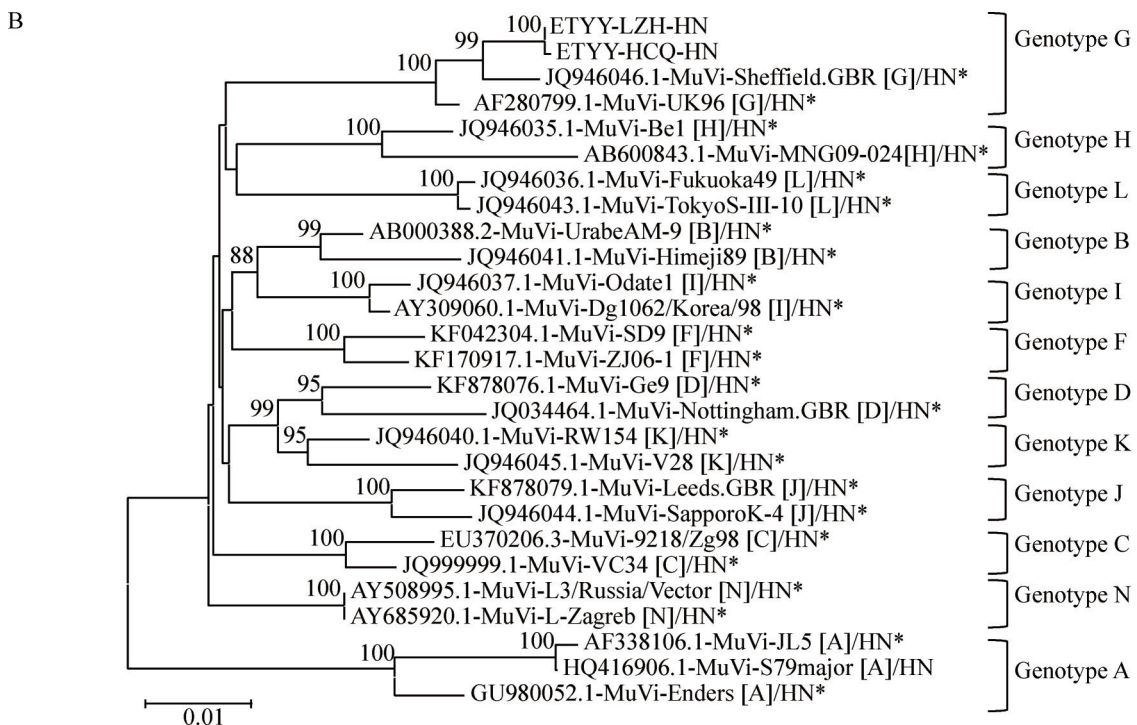 B
100 ETYY-LZH-HN
99 ETYY-HCQ-HN
100 JQ946046.1-MuVi-Sheffield.GBR [G]/HN*
AF280799.1-MuVi-UK96 [G]/HN*
Genotype G
100 JQ946035.1-MuVi-Be1 [H]/HN*
AB600843.1-MuVi-MNG09-024[H]/HN*
Genotype H
100 JQ946036.1-MuVi-Fukuoka49 [L]/HN*
JQ946043.1-MuVi-TokyoS-III-10 [L]/HN*
Genotype L
99 AB000388.2-MuVi-UrabeAM-9 [B]/HN*
88 JQ946041.1-MuVi-Himeji89 [B]/HN*
Genotype B
100 JQ946037.1-MuVi-Odate1 [I]/HN*
AY309060.1-MuVi-Dg1062/Korea/98 [I]/HN*
Genotype I
100 KF042304.1-MuVi-SD9 [F]/HN*
KF170917.1-MuVi-ZJ06-1 [F]/HN*
Genotype F
95 KF878076.1-MuVi-Ge9 [D]/HN*
99 JQ034464.1-MuVi-Nottingham.GBR [D]/HN*
Genotype D
95 JQ946040.1-MuVi-RW154 [K]/HN*
JQ946045.1-MuVi-V28 [K]/HN*
Genotype K
100 KF878079.1-MuVi-Leeds.GBR [J]/HN*
JQ946044.1-MuVi-SapporoK-4 [J]/HN*
Genotype J
100 EU370206.3-MuVi-9218/Zg98 [C]/HN*
JQ999999.1-MuVi-VC34 [C]/HN*
Genotype C
100 AY508995.1-MuVi-L3/Russia/Vector [N]/HN*
AY685920.1-MuVi-L-Zagreb [N]/HN*
Genotype N
100 AF338106.1-MuVi-JL5 [A]/HN*
100 HQ416906.1-MuVi-S79major [A]/HN
GU980052.1-MuVi-Enders [A]/HN*
Genotype A
0.01